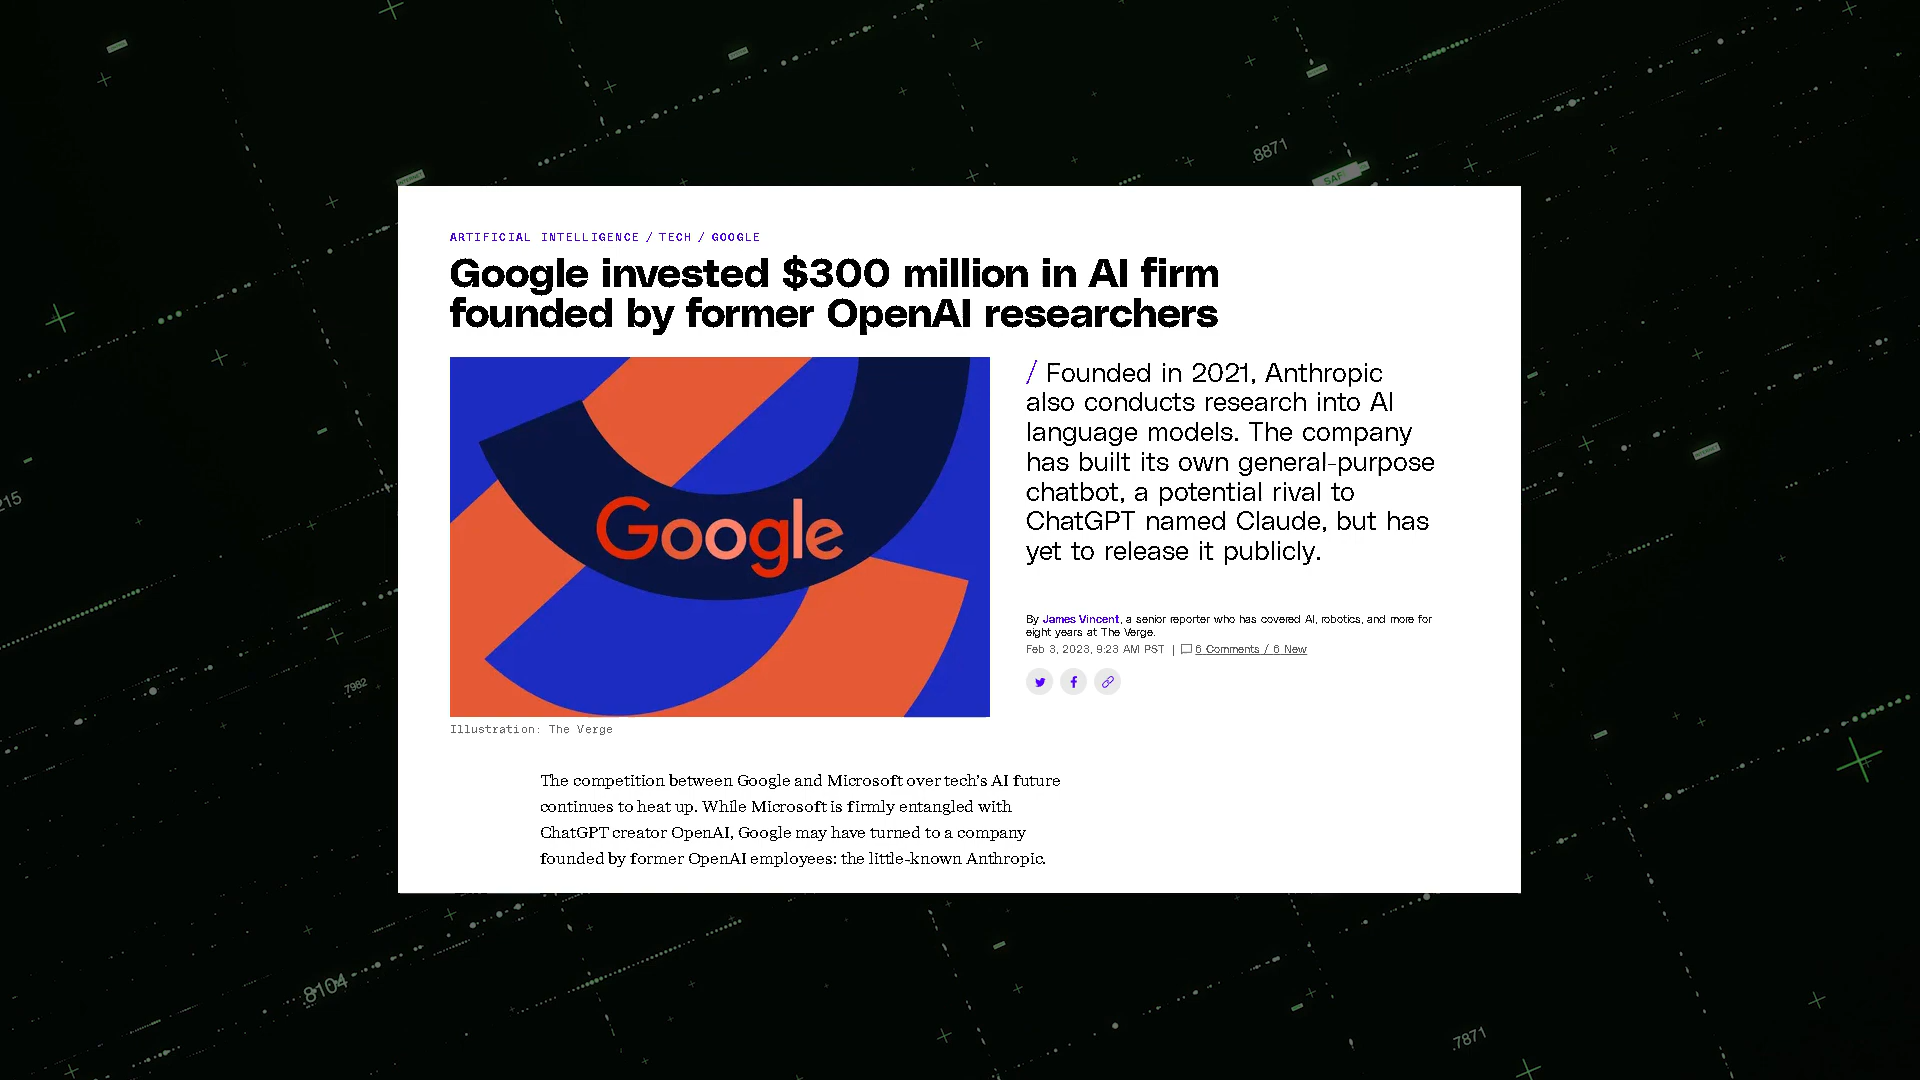 8871
SAF
ARTIFICIAL INTELLIGENCE / TECH / GOOGLE
Google invested $300 million in AI firm
founded by former OpenAI researchers
Google
/ Founded in 2021, Anthropic
also conducts research into AI
language models. The company
has built its own general-purpose
chatbot, a potential rival to
ChatGPT named Claude, but has
yet to release it publicly.
By James Vincent, a senior reporter who has covered AI, robotics, and more for
eight years at The Verge.
Feb 3, 2023, 9:23 AM PST | 6 Comments / 6 New
Illustration: The Verge
The competition between Google and Microsoft over tech’s AI future
continues to heat up. While Microsoft is firmly entangled with
ChatGPT creator OpenAI, Google may have turned to a company
founded by former OpenAI employees: the little-known Anthropic.
215
.7982
.8104
.7871